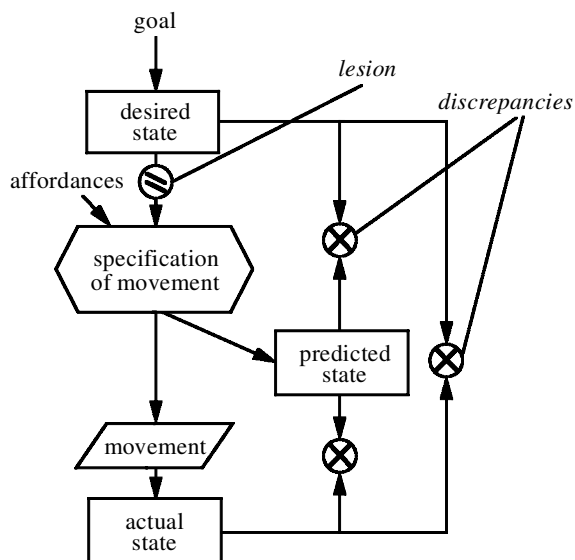 goal
lesion
discrepancies
desired
state
affordances
specification
of movement
predicted
state
movement
actual
state